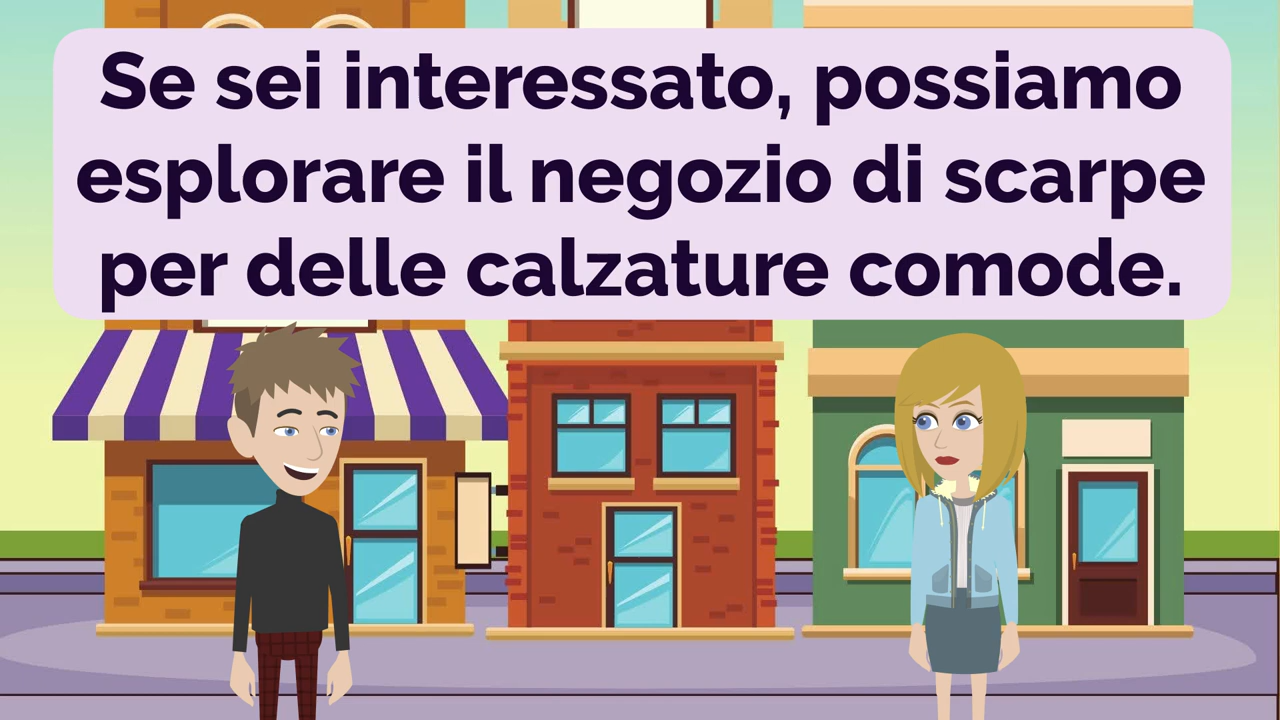 Se sei interessato, possiamo
esplorare il negozio di scarpe
per delle calzature comode.